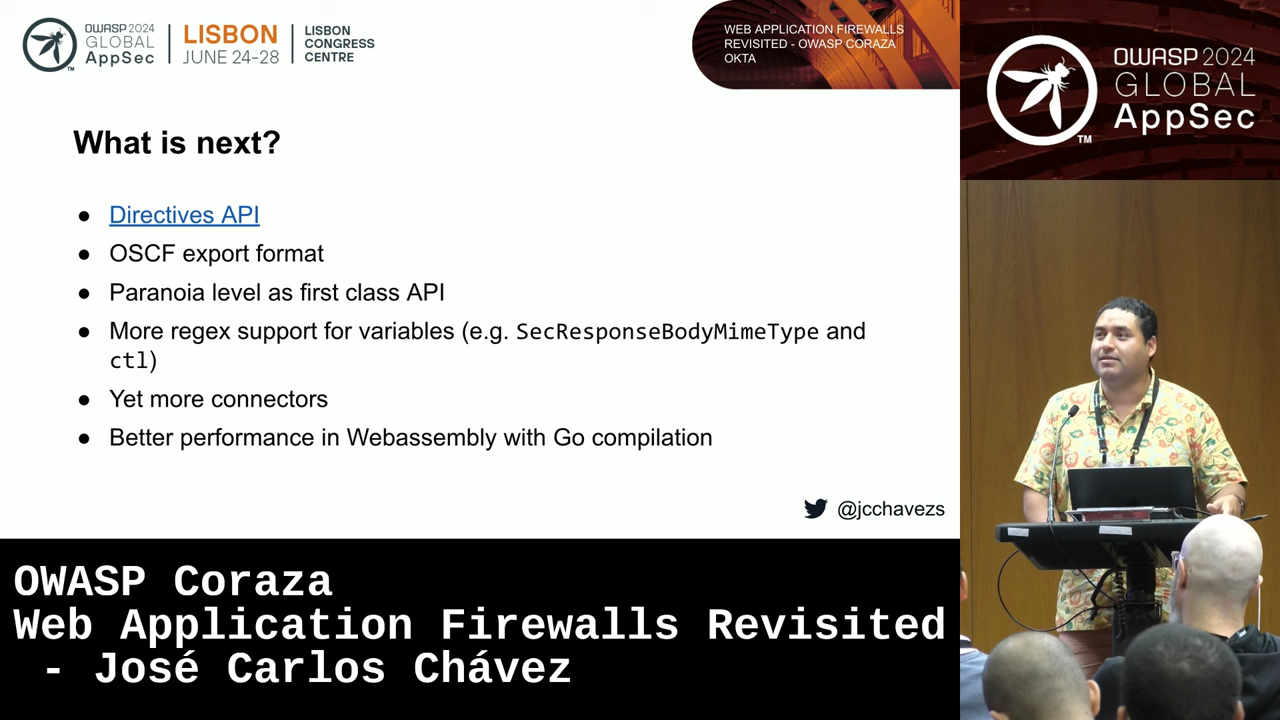 OWASP 2024
GLOBAL
AppSec
TM
LISBON
JUNE 24-28
LISBON
CONGRESS
CENTRE
WEB APPLICATION FIREWALLS
REVISITED - OWASP CORAZA
OKTA
OWASP 2024
GLOBAL
AppSec
TM
What is next?
● Directives API
● OSCF export format
● Paranoia level as first class API
● More regex support for variables (e.g. SecResponseBodyMimeType and
ctl)
● Yet more connectors
● Better performance in Webassembly with Go compilation
@jcchavezs
OWASP Coraza
Web Application Firewalls Revisited
- José Carlos Chávez